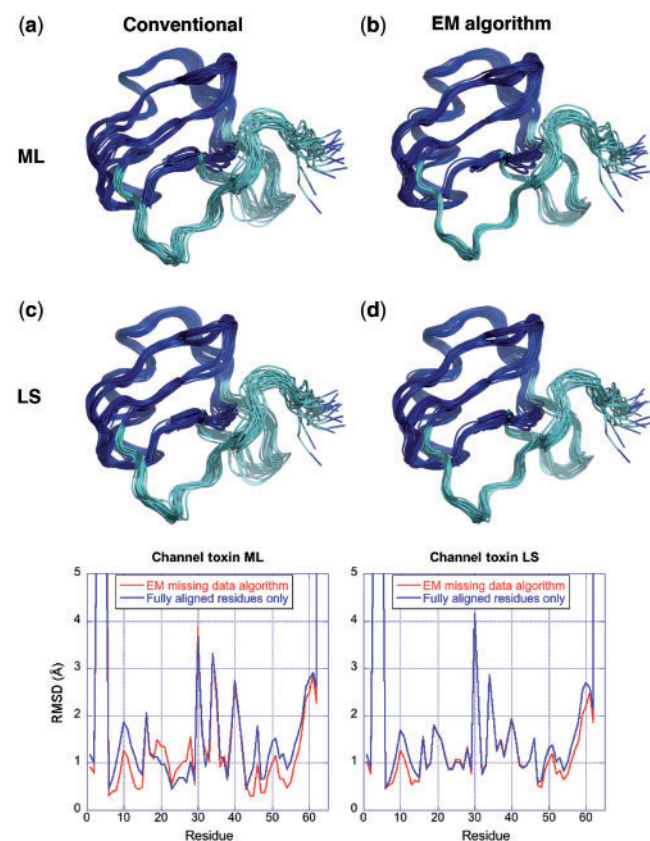 (a) Conventional (b) EM algorithm
ML
(c) (d)
LS
Channel toxin ML Channel toxin LS
EM missing data algorithm EM missing data algorithm
Fully aligned residues only Fully aligned residues only
5 5
4 4
3 3
2 2
1 1
0 0
RMSD (Å)
0 10 20 30 40 50 60 0 10 20 30 40 50 60
Residue Residue